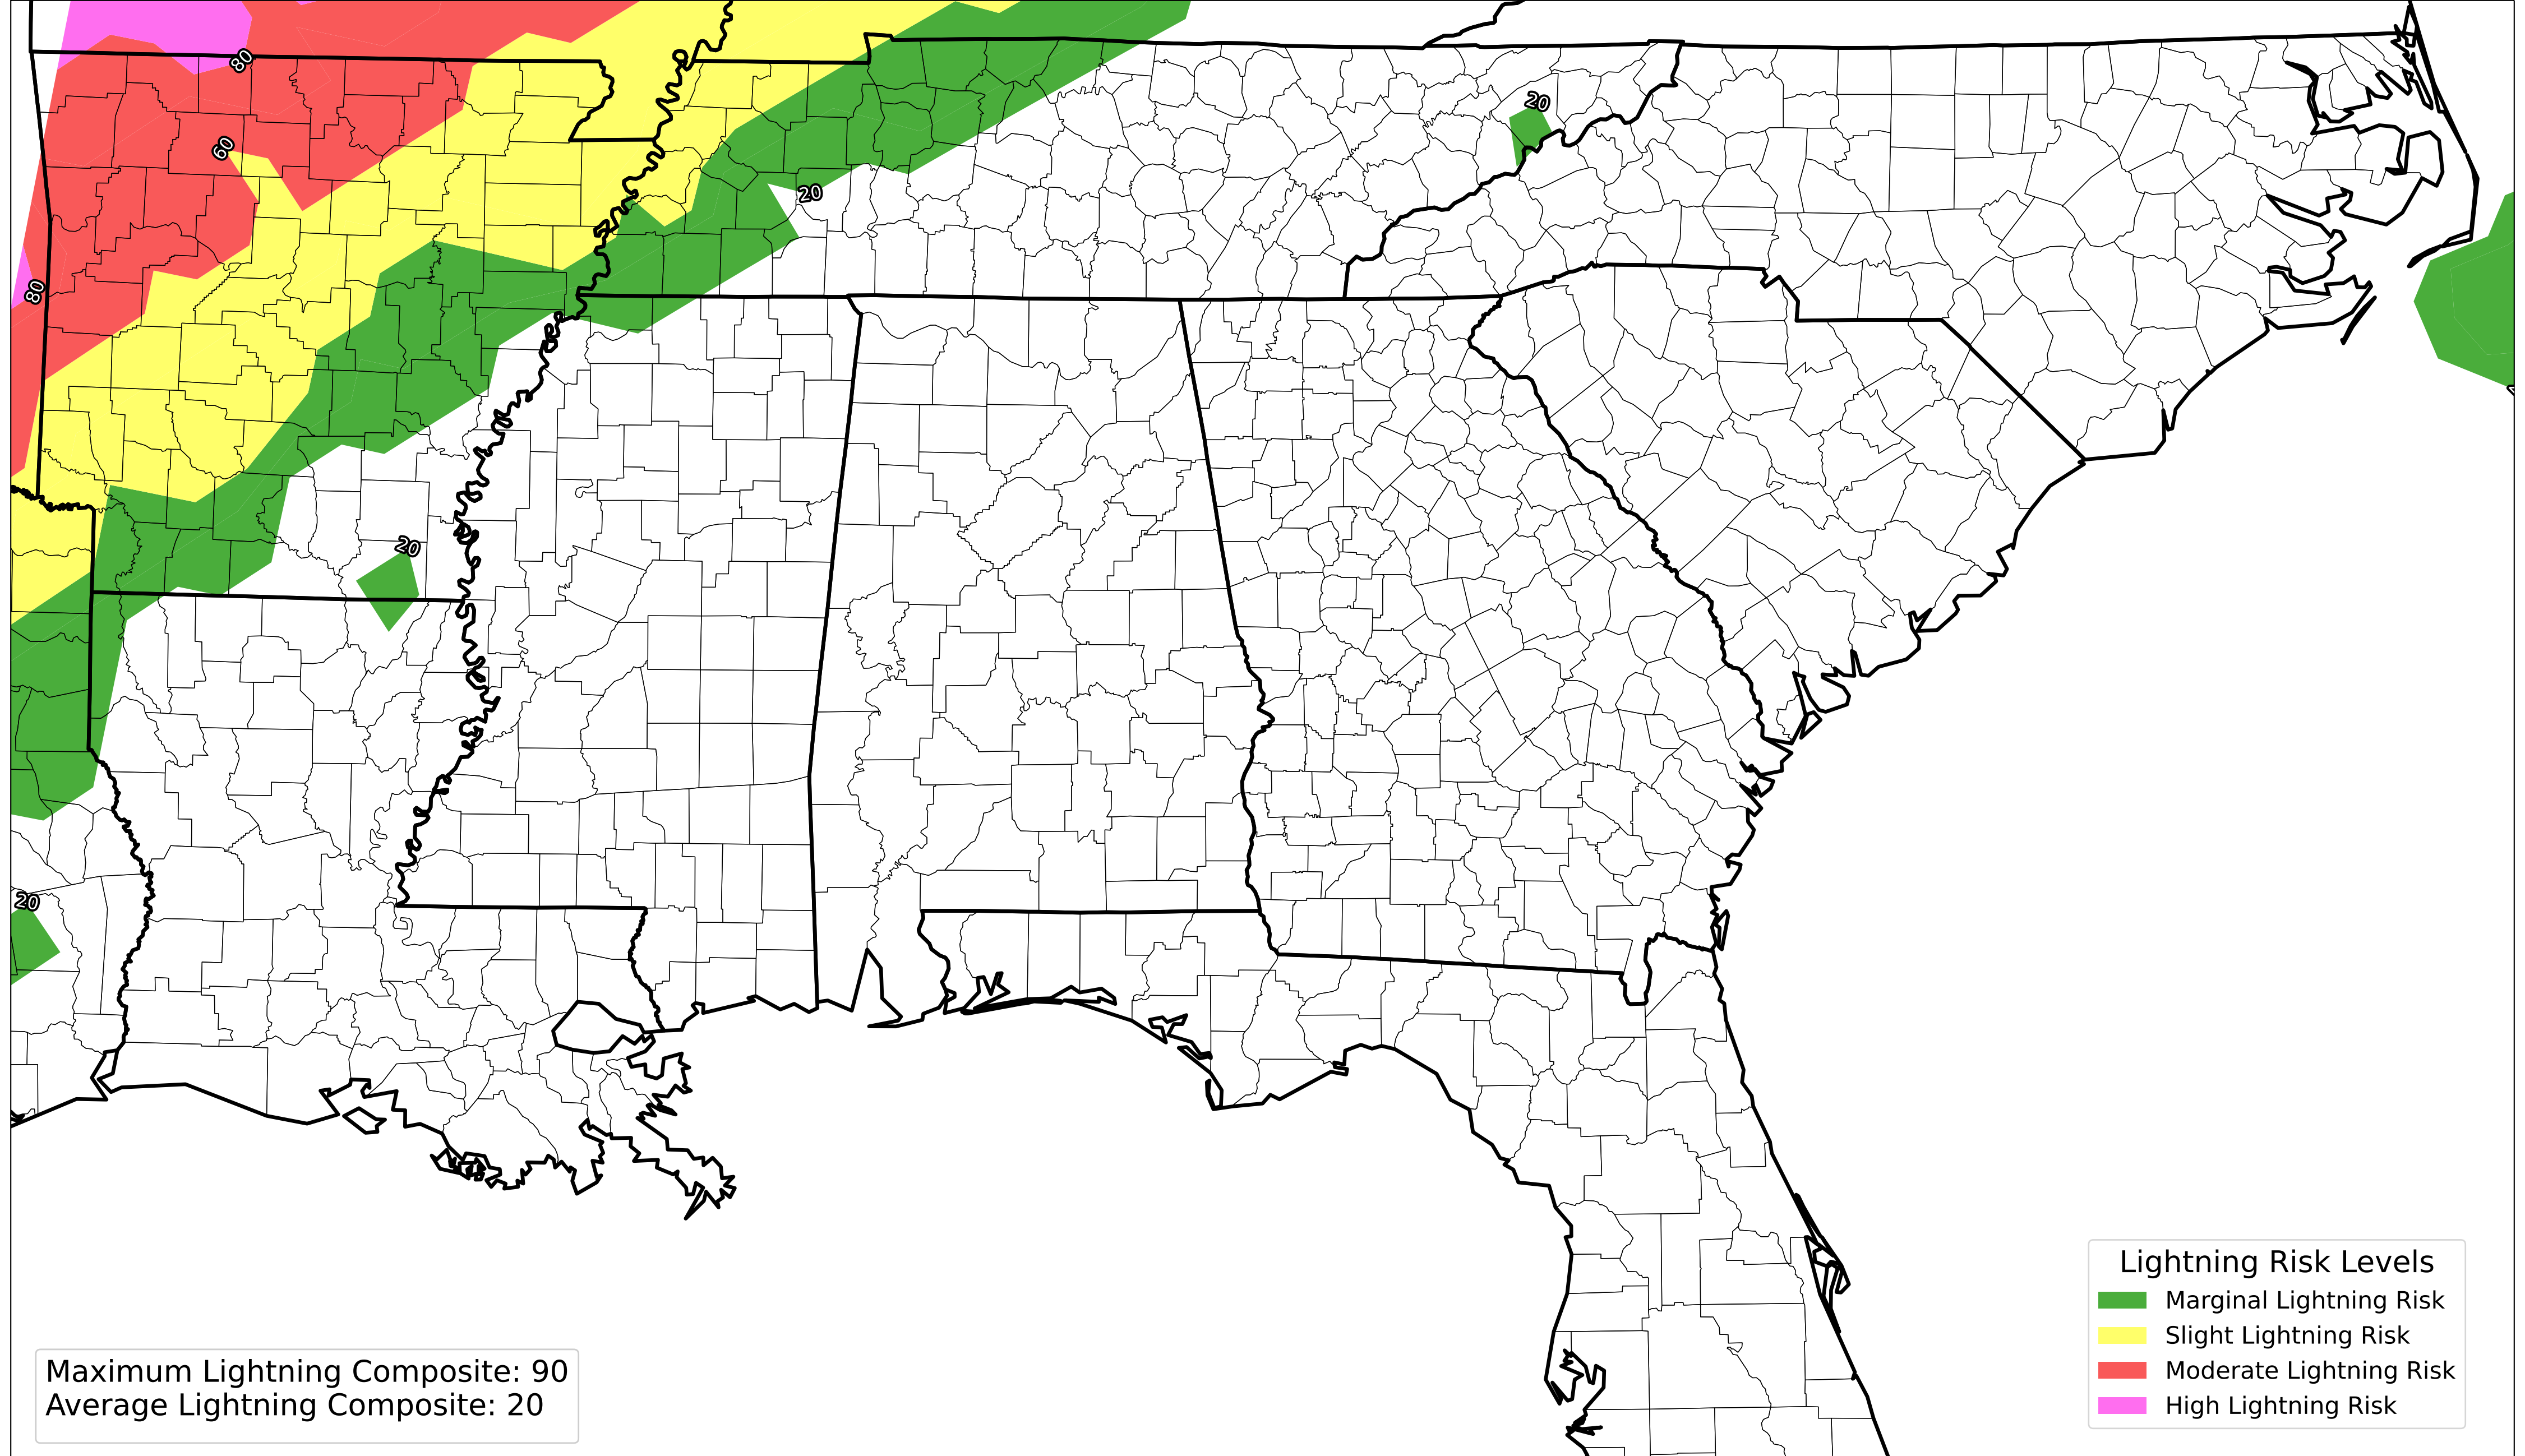 80
20
60
20
80
20
20
Lightning Risk Levels
Marginal Lightning Risk
Slight Lightning Risk
Moderate Lightning Risk
High Lightning Risk
Maximum Lightning Composite: 90
Average Lightning Composite: 20